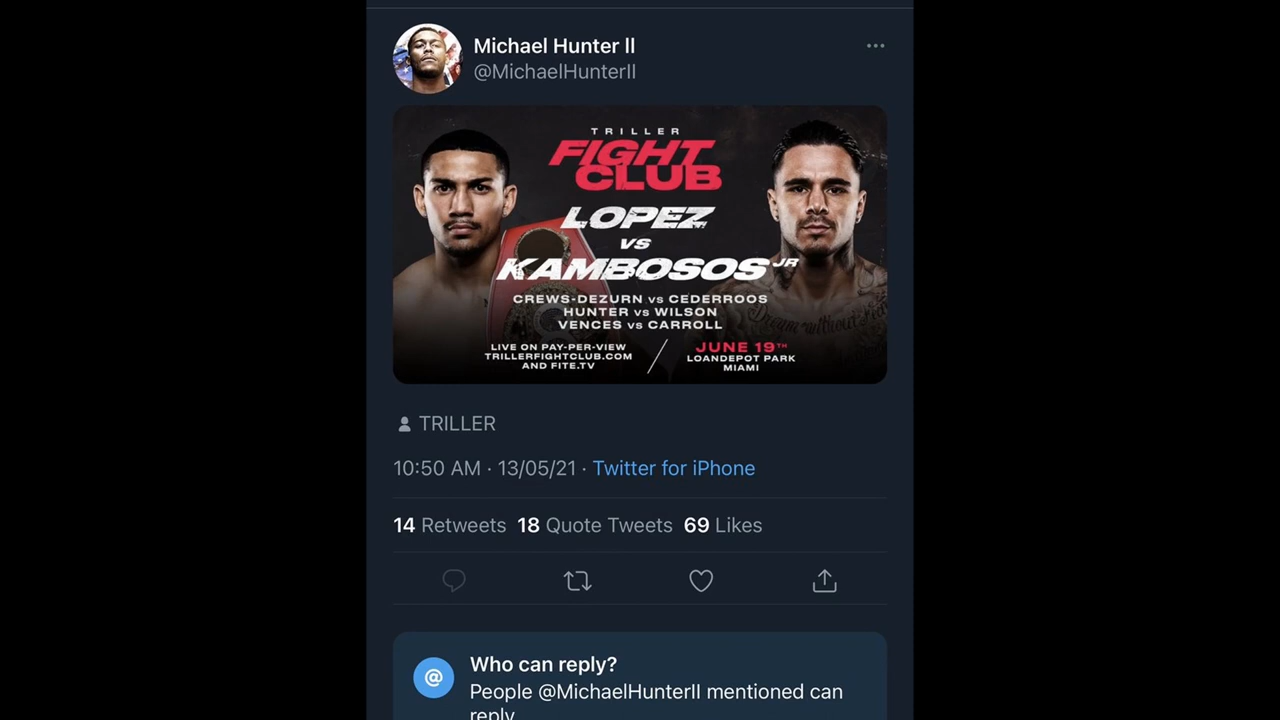 Michael Hunter ll
@MichaelHunterII
TRILLER
FIGHT
CLUB
LOPEZ
VS
KAMBOSOS JR
CREWS-DEZURN VS CEDERROOS
HUNTER VS WILSON
VENCES VS CARROLL
LIVE ON PAY-PER-VIEW
TRILLERFIGHTCLUB.COM
AND FITE.TV
JUNE 19TH
LOANDEPOT PARK
MIAMI
TRILLER
10:50 AM · 13/05/21 · Twitter for iPhone
14 Retweets 18 Quote Tweets 69 Likes
@
Who can reply?
People @MichaelHunterII mentioned can
reply